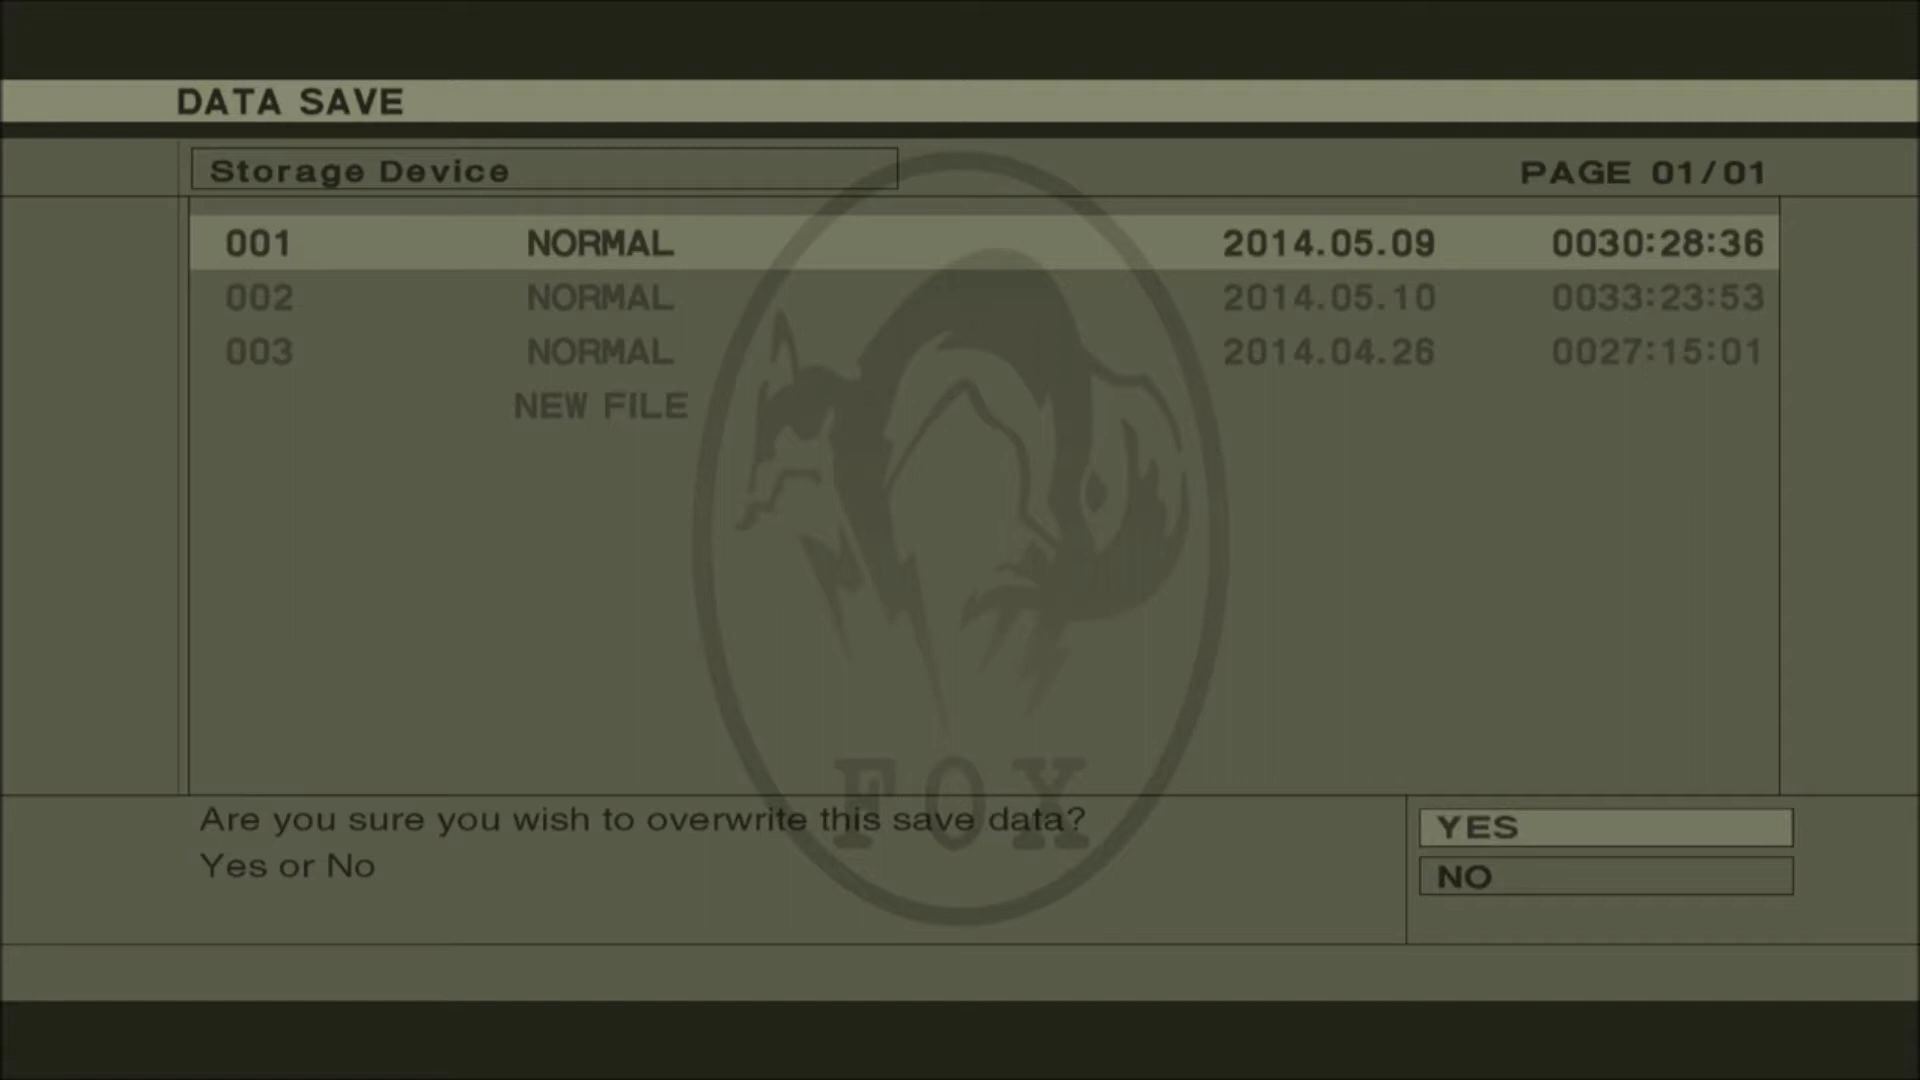 DATA SAVE
Storage Device PAGE 01/01
001 NORMAL 2014.05.09 0030:28:36
002 NORMAL 2014.05.10 0033:23:53
003 NORMAL 2014.04.26 0027:15:01
NEW FILE
FOX
Are you sure you wish to overwrite this save data?
Yes or No
YES
NO